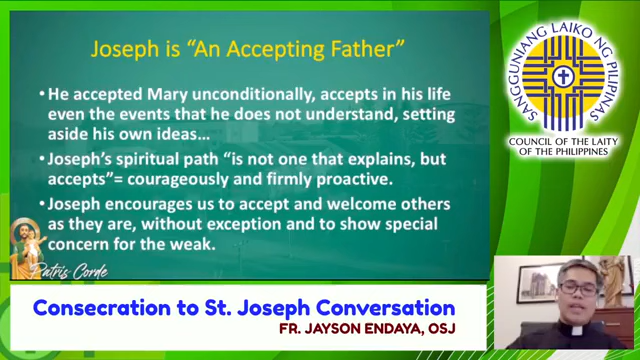 Joseph is “An Accepting Father”
• He accepted Mary unconditionally, accepts in his life
even the events that he does not understand, setting
aside his own ideas…
• Joseph’s spiritual path “is not one that explains, but
accepts”= courageously and firmly proactive.
• Joseph encourages us to accept and welcome others
as they are, without exception and to show special
concern for the weak.
Patris Corde
SANGGUNIANG LAIKO NG PILIPINAS
COUNCIL OF THE LAITY
OF THE PHILIPPINES
Consecration to St. Joseph Conversation
FR. JAYSON ENDAYA, OSJ